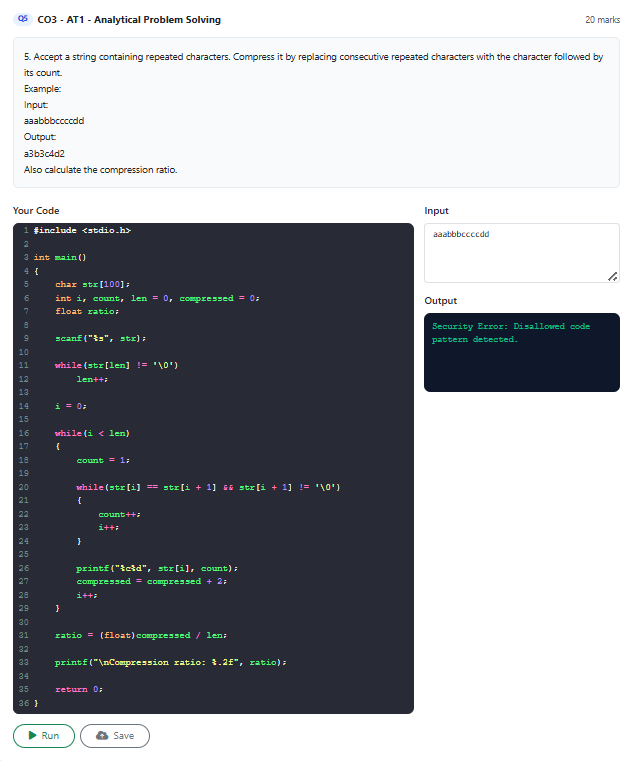 Q5 CO3 - AT1 - Analytical Problem Solving 20 marks
5. Accept a string containing repeated characters. Compress it by replacing consecutive repeated characters with the character followed by
its count.
Example:
Input:
aaabbbccccdd
Output:
a3b3c4d2
Also calculate the compression ratio.
Your Code
1 #include <stdio.h>
2
3 int main()
4 {
5     char str[100];
6     int i, count, len = 0, compressed = 0;
7     float ratio;
8
9     scanf("%s", str);
10
11     while(str[len] != '\0')
12         len++;
13
14     i = 0;
15
16     while(i < len)
17     {
18         count = 1;
19
20         while(str[i] == str[i + 1] && str[i + 1] != '\0')
21         {
22             count++;
23             i++;
24         }
25
26         printf("%c%d", str[i], count);
27         compressed = compressed + 2;
28         i++;
29     }
30
31     ratio = (float)compressed / len;
32
33     printf("\nCompression ratio: %.2f", ratio);
34
35     return 0;
36 }
Input
aaabbbccccdd
Output
Security Error: Disallowed code
pattern detected.
Run Save